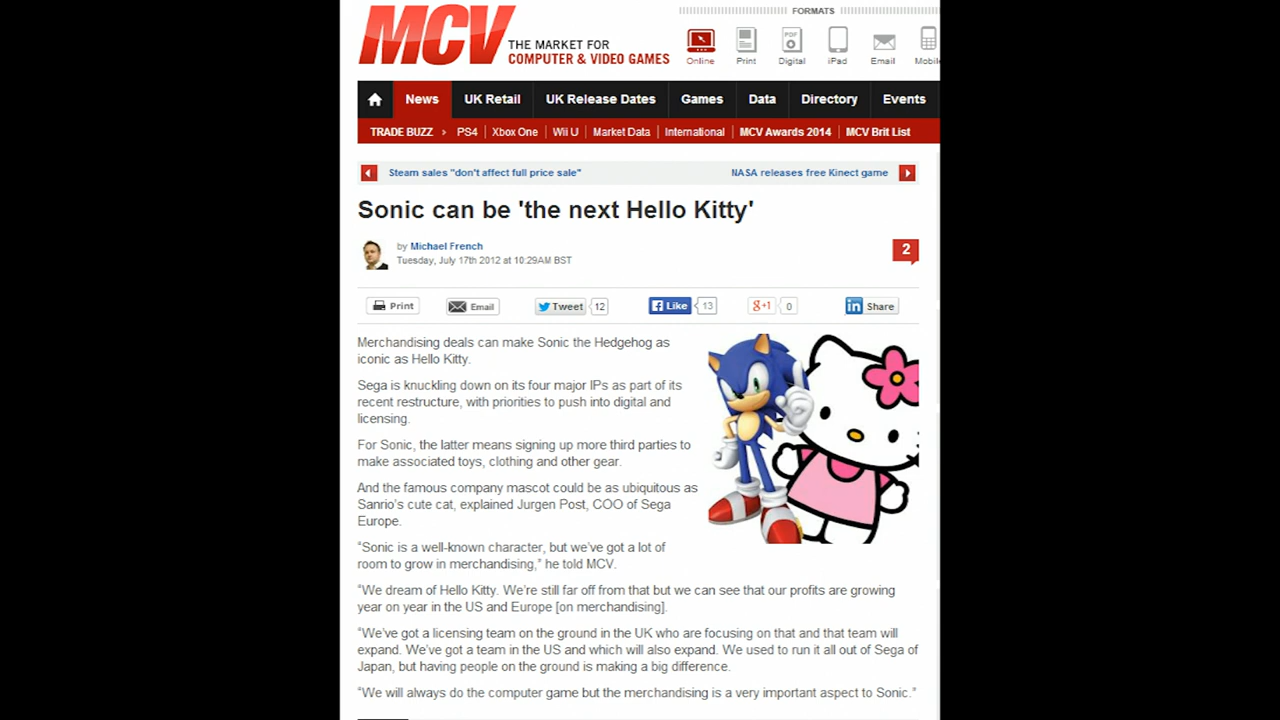 FORMATS
MCV THE MARKET FOR
COMPUTER & VIDEO GAMES
Online Print Digital iPad Email Mobil
PDF
News UK Retail UK Release Dates Games Data Directory Events
TRADE BUZZ PS4 Xbox One Wii U Market Data International MCV Awards 2014 MCV Brit List
Steam sales "don't affect full price sale" NASA releases free Kinect game
Sonic can be 'the next Hello Kitty'
by Michael French
Tuesday, July 17th 2012 at 10:29AM BST
2
Print Email Tweet 12 Like 13 g+1 0 in Share
Merchandising deals can make Sonic the Hedgehog as
iconic as Hello Kitty.
Sega is knuckling down on its four major IPs as part of its
recent restructure, with priorities to push into digital and
licensing.
For Sonic, the latter means signing up more third parties to
make associated toys, clothing and other gear.
And the famous company mascot could be as ubiquitous as
Sanrio's cute cat, explained Jurgen Post, COO of Sega
Europe.
“Sonic is a well-known character, but we’ve got a lot of
room to grow in merchandising,” he told MCV.
“We dream of Hello Kitty. We’re still far off from that but we can see that our profits are growing
year on year in the US and Europe [on merchandising].
“We’ve got a licensing team on the ground in the UK who are focusing on that and that team will
expand. We’ve got a team in the US and which will also expand. We used to run it all out of Sega of
Japan, but having people on the ground is making a big difference.
“We will always do the computer game but the merchandising is a very important aspect to Sonic.”